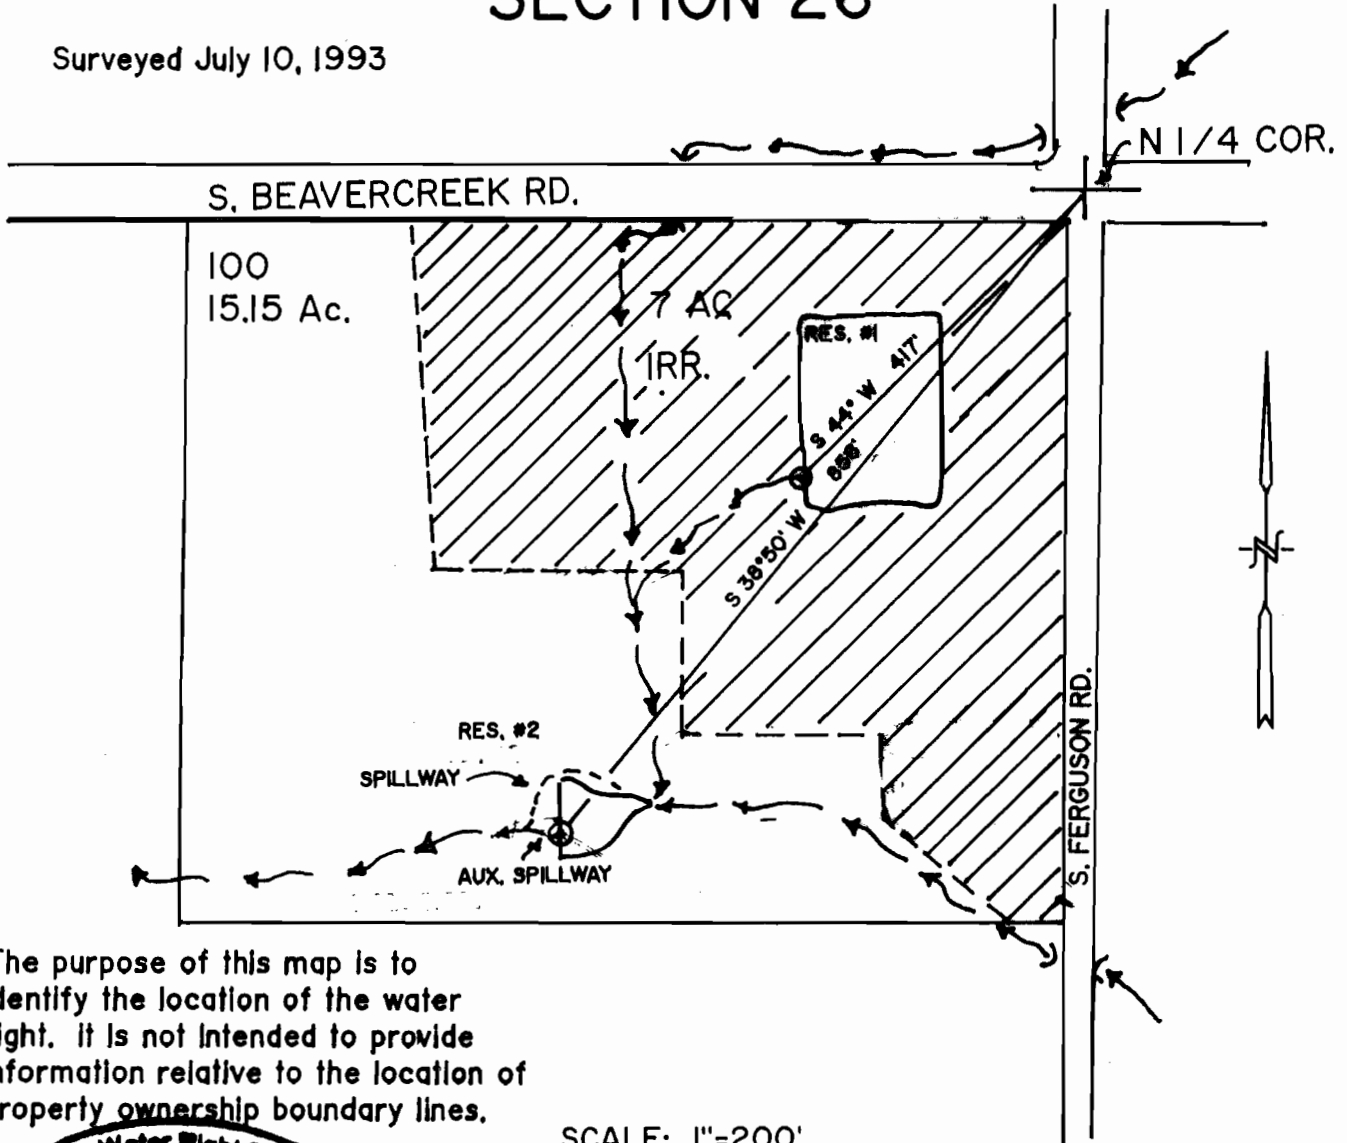 SECTION 26
Surveyed July 10, 1993
N 1/4 COR.
S. BEAVERCREEK RD.
100
15.15 Ac.
7 AC
IRR.
RES. #1
S 44° W 417'
858'
S 38°50' W
S. FERGUSON RD.
N
RES. #2
SPILLWAY
AUX. SPILLWAY
The purpose of this map is to
identify the location of the water
right. It is not intended to provide
information relative to the location of
property ownership boundary lines.
Water Right
SCALE: 1"=200'